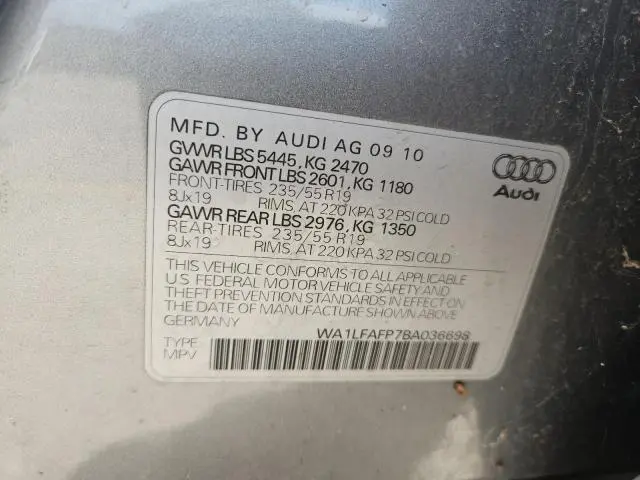 MFD. BY AUDI AG 09 10
GVWR LBS 5445, KG 2470
GAWR FRONT LBS 2601, KG 1180
FRONT-TIRES 235/55 R19
8Jx19 RIMS, AT 220 KPA 32 PSI COLD
GAWR REAR LBS 2976, KG 1350
REAR-TIRES 235/55 R19
8Jx19 RIMS, AT 220 KPA 32 PSI COLD
THIS VEHICLE CONFORMS TO ALL APPLICABLE
U.S FEDERAL MOTOR VEHICLE SAFETY AND
THEFT PREVENTION STANDARDS IN EFFECT ON
THE DATE OF MANUFACTURE SHOWN ABOVE.
GERMANY
WA1LFAFP7BA036698
TYPE
MPV
Audi